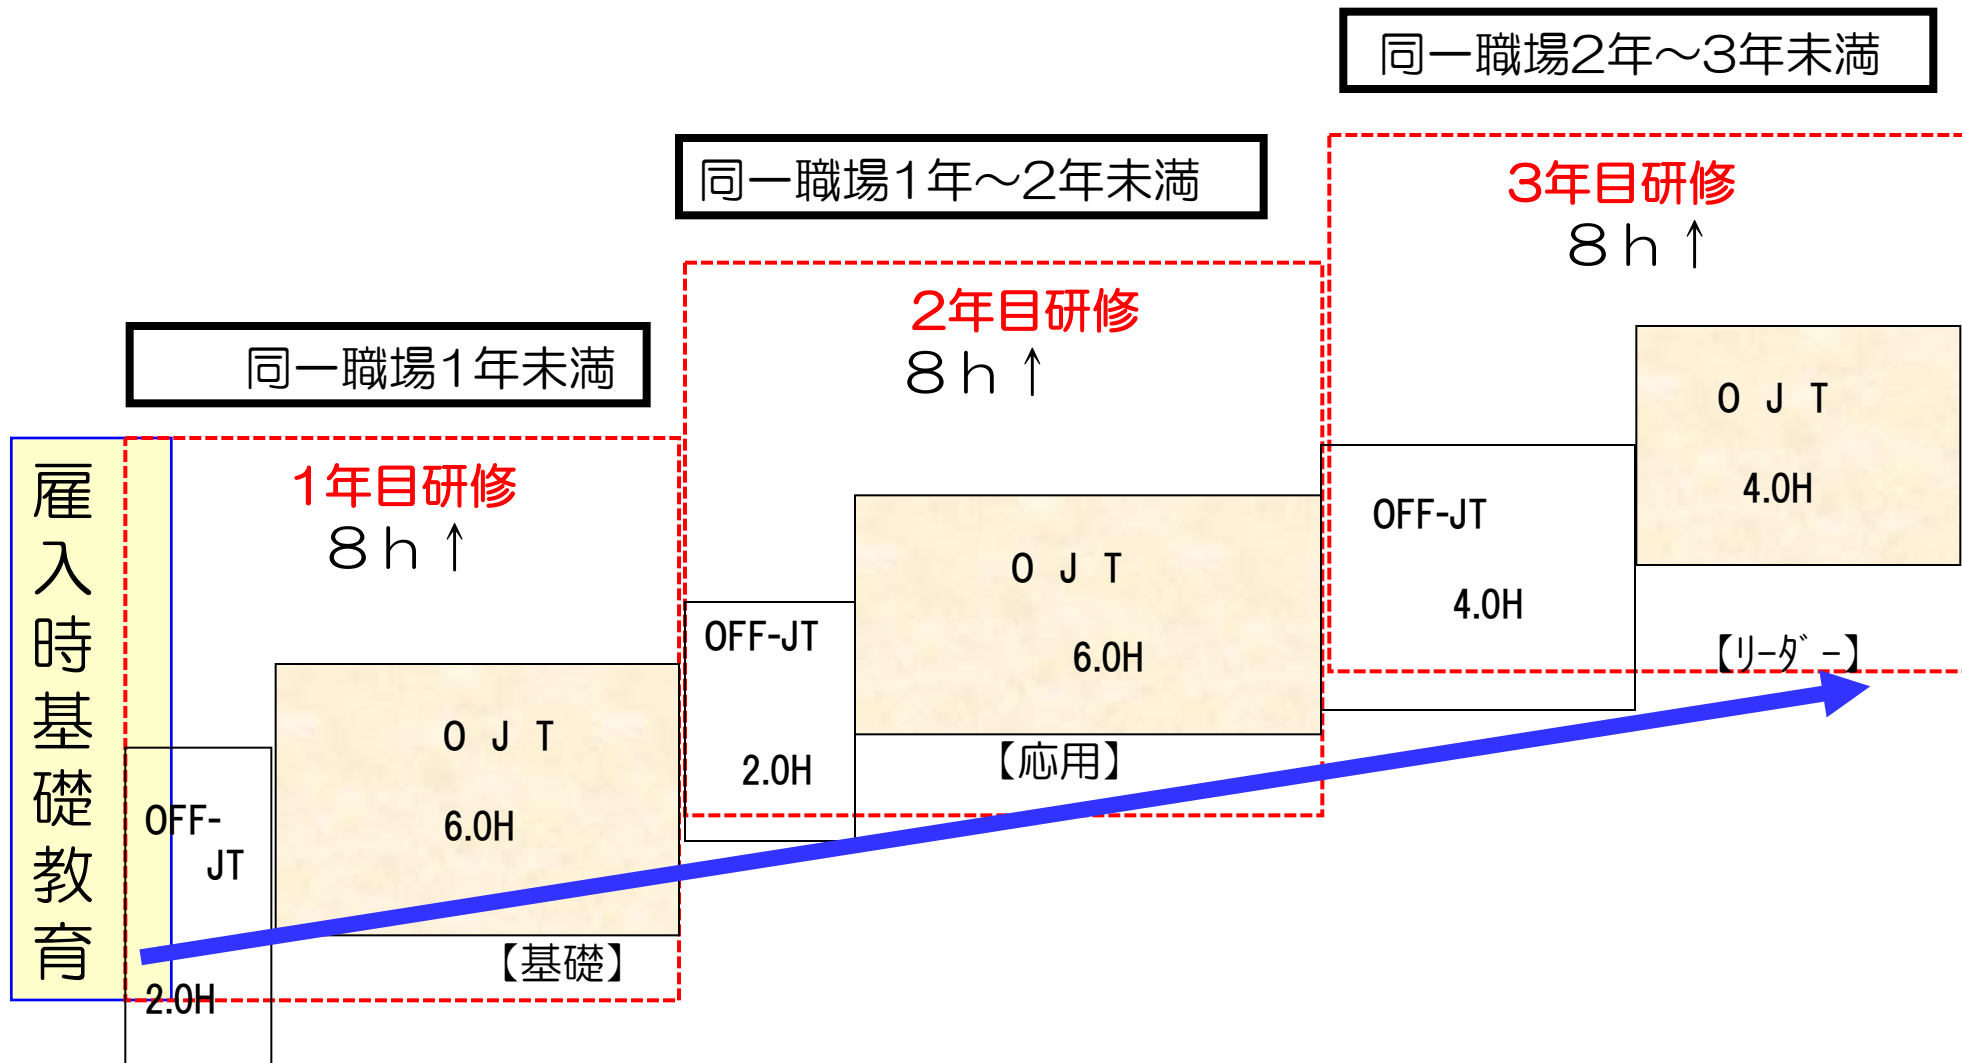 雇入時基礎教育
同一職場1年未満
1年目研修
8h↑
OFF-
JT
2.0H
OJT
6.0H
【基礎】
同一職場1年～2年未満
2年目研修
8h↑
OFF-JT
2.0H
OJT
6.0H
【応用】
同一職場2年～3年未満
3年目研修
8h↑
OFF-JT
4.0H
OJT
4.0H
【ﾘｰﾀﾞｰ】